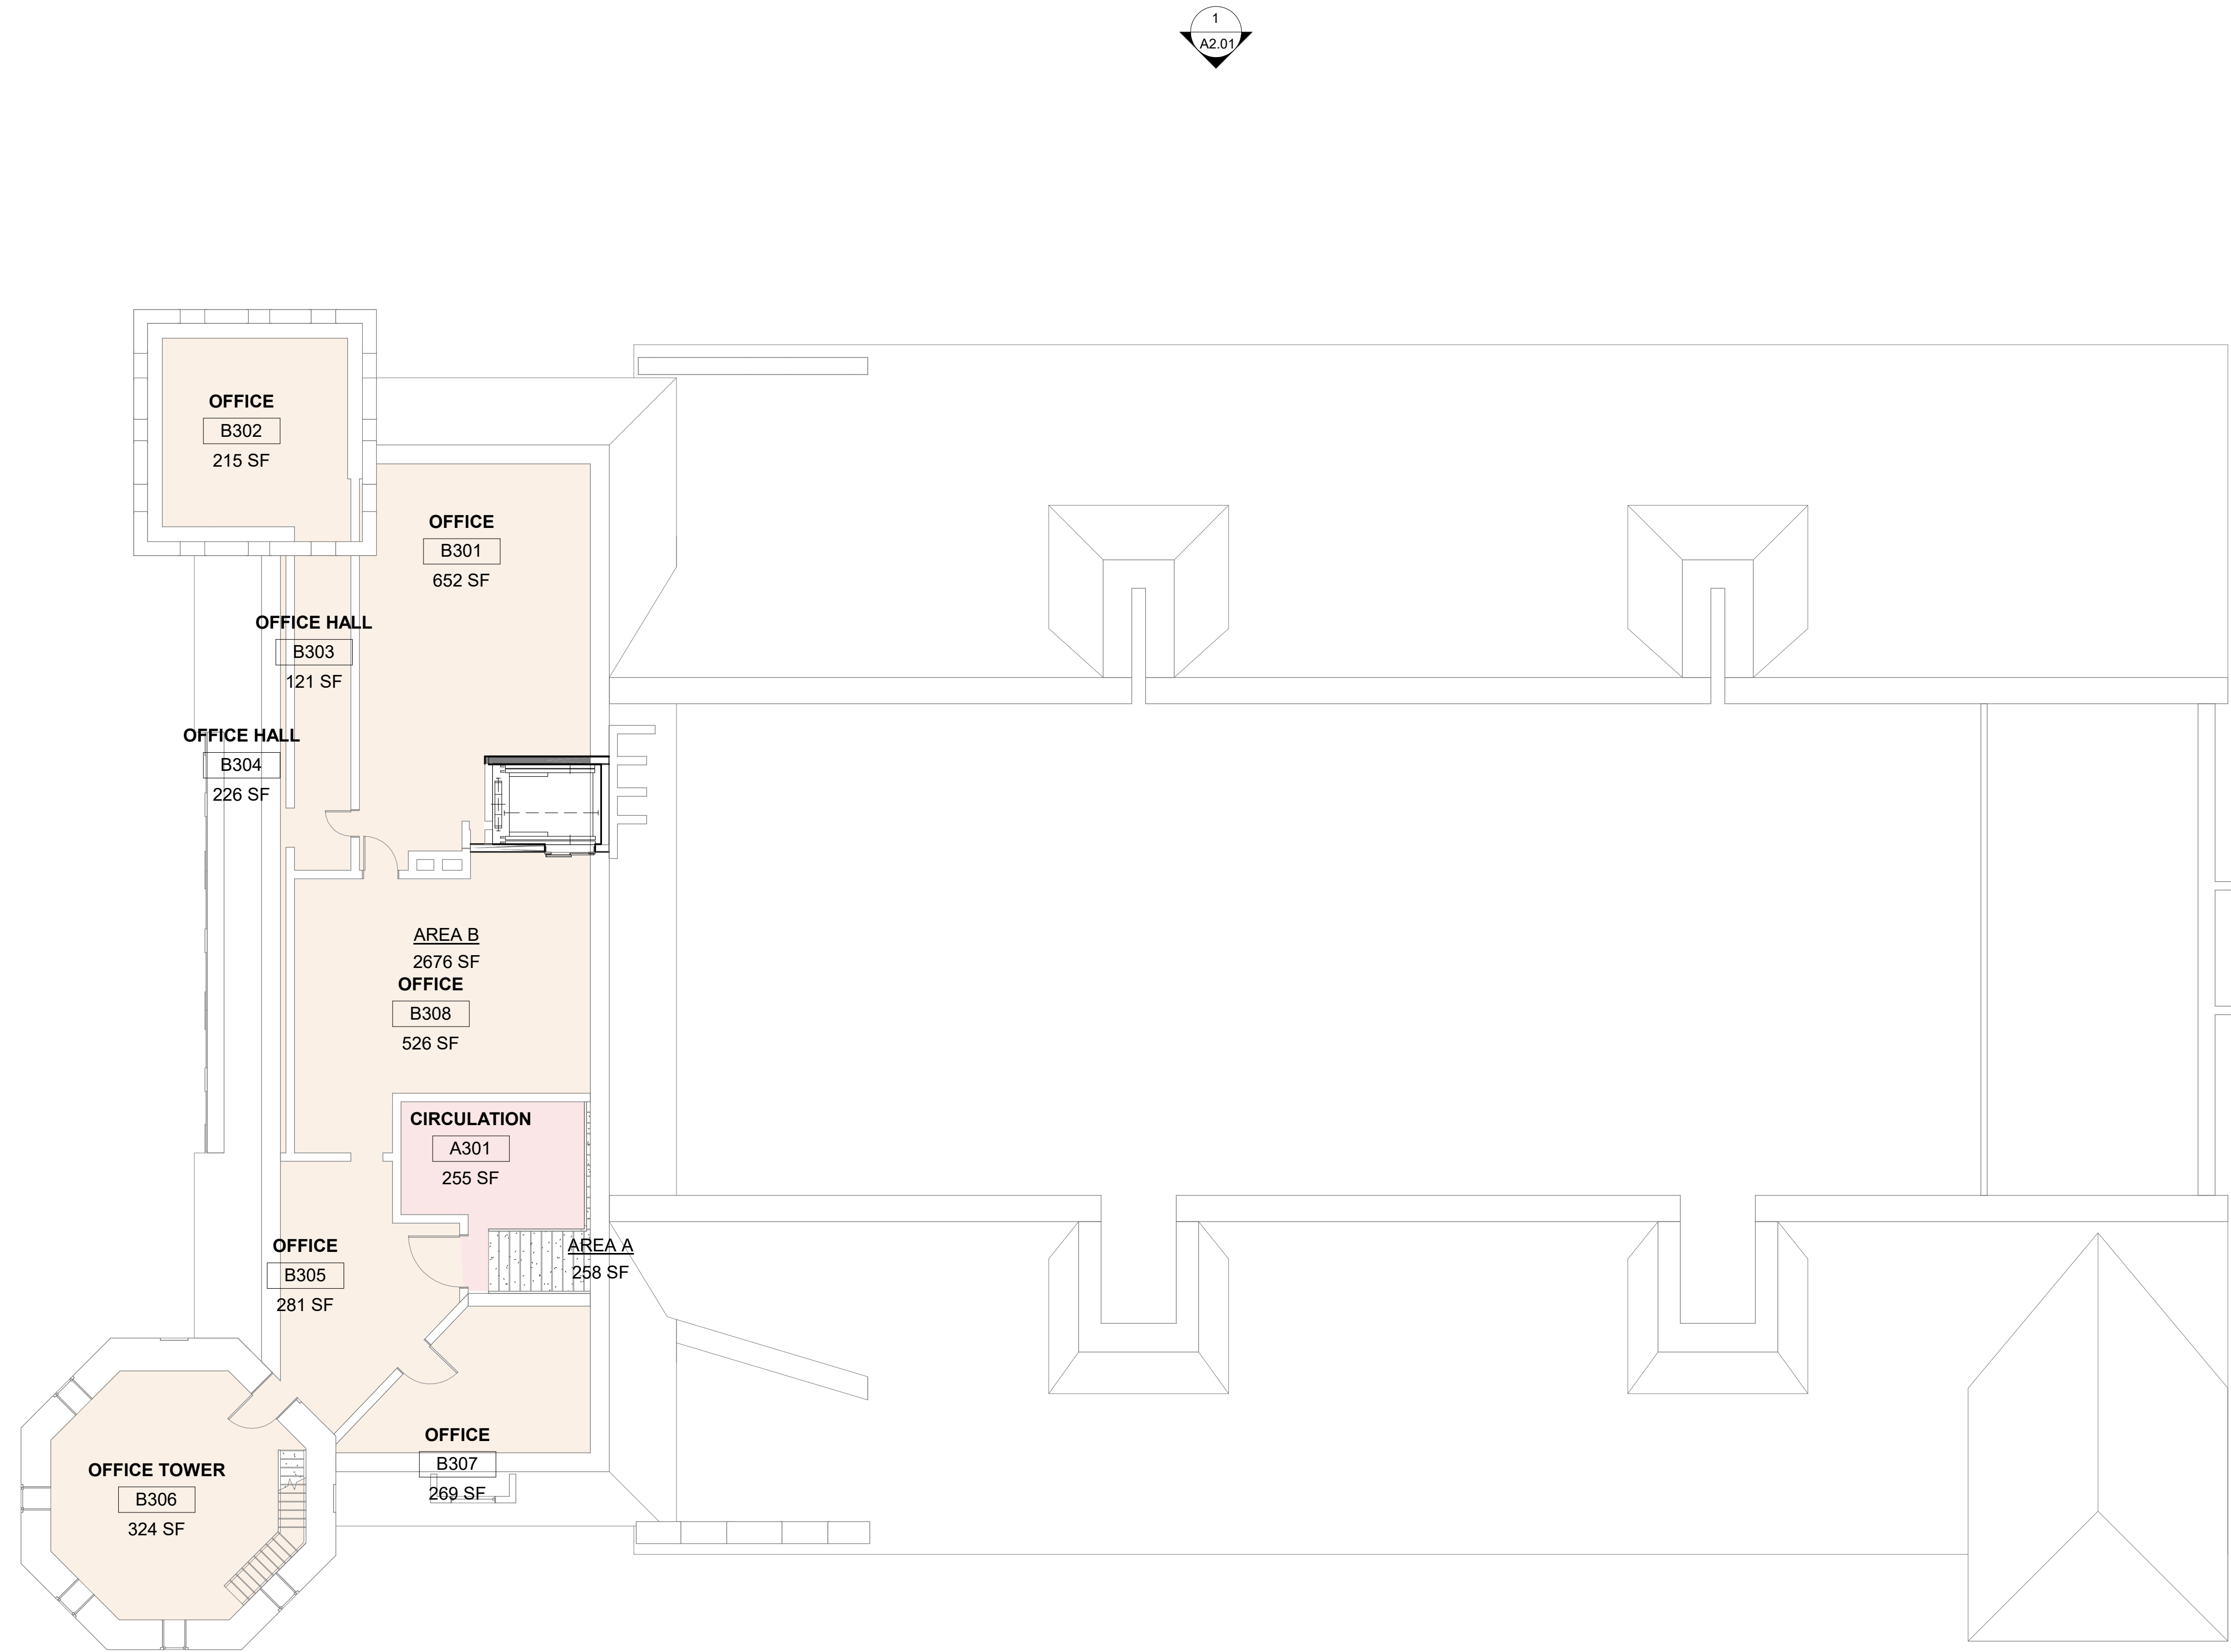 1
A2.01
OFFICE
B302
215 SF
OFFICE
B301
652 SF
OFFICE HALL
B303
121 SF
OFFICE HALL
B304
226 SF
AREA B
2676 SF
OFFICE
B308
526 SF
CIRCULATION
A301
255 SF
AREA A
258 SF
OFFICE
B305
281 SF
OFFICE
B307
269 SF
OFFICE TOWER
B306
324 SF